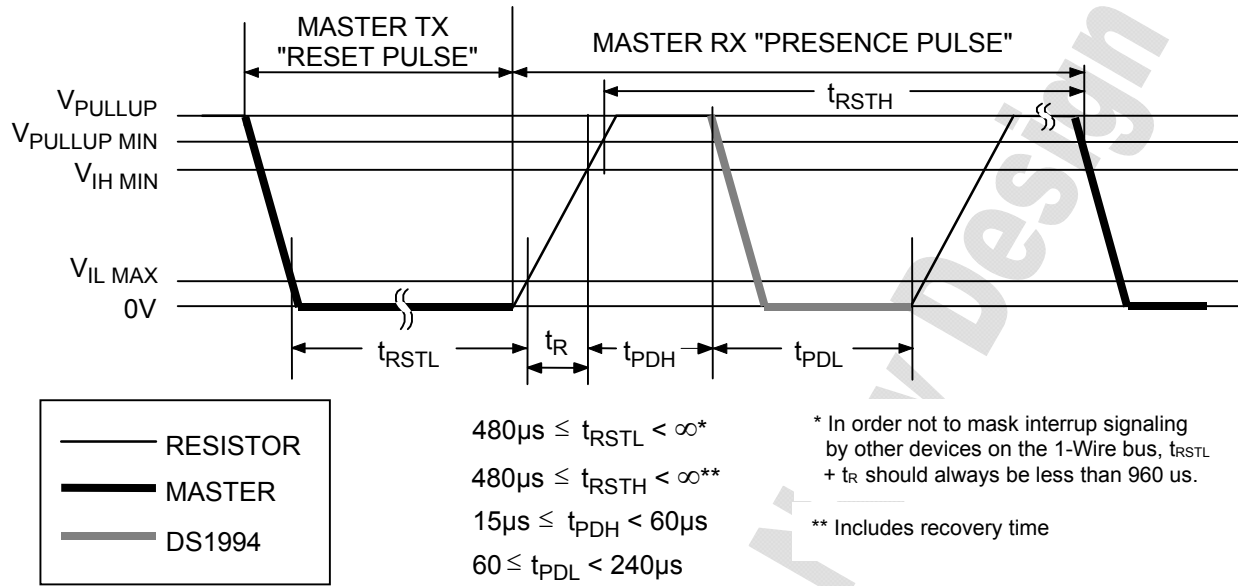 MASTER TX
"RESET PULSE"
MASTER RX "PRESENCE PULSE"
tRSTH
VPULLUP
VPULLUP MIN
VIH MIN
VIL MAX
0V
tRSTL
tR
tPDH
tPDL
RESISTOR
MASTER
DS1994
480µs ≤ tRSTL < ∞*
480µs ≤ tRSTH < ∞**
15µs ≤ tPDH < 60µs
60 ≤ tPDL < 240µs
* In order not to mask interrup signaling
by other devices on the 1-Wire bus, tRSTL
+ tR should always be less than 960 us.
** Includes recovery time
Design